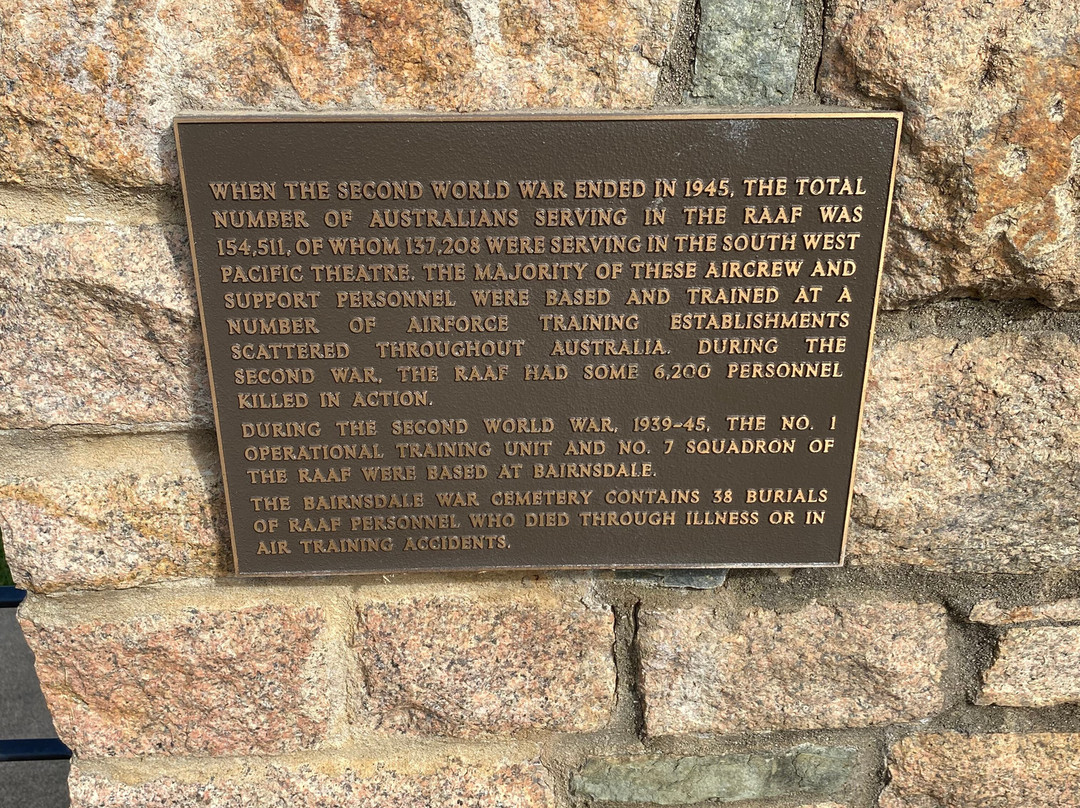 WHEN THE SECOND WORLD WAR ENDED IN 1945, THE TOTAL
NUMBER OF AUSTRALIANS SERVING IN THE RAAF WAS
154,511, OF WHOM 137,208 WERE SERVING IN THE SOUTH WEST
PACIFIC THEATRE. THE MAJORITY OF THESE AIRCREW AND
SUPPORT PERSONNEL WERE BASED AND TRAINED AT A
NUMBER OF AIRFORCE TRAINING ESTABLISHMENTS
SCATTERED THROUGHOUT AUSTRALIA. DURING THE
SECOND WAR, THE RAAF HAD SOME 6,200 PERSONNEL
KILLED IN ACTION.
DURING THE SECOND WORLD WAR, 1939-45, THE NO. 1
OPERATIONAL TRAINING UNIT AND NO. 7 SQUADRON OF
THE RAAF WERE BASED AT BAIRNSDALE.
THE BAIRNSDALE WAR CEMETERY CONTAINS 38 BURIALS
OF RAAF PERSONNEL WHO DIED THROUGH ILLNESS OR IN
AIR TRAINING ACCIDENTS.